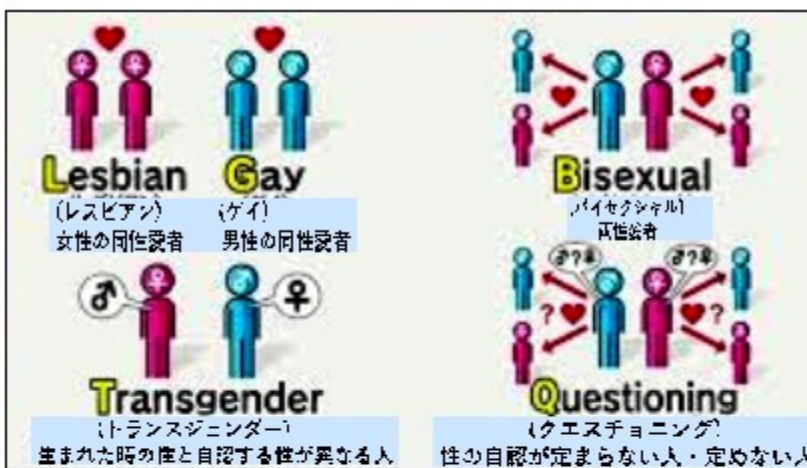 Lesbian
(レズビアン)
女性の同性愛者
Gay
(ゲイ)
男性の同性愛者
Bisexual
(バイセクシャル)
両性愛者
♂ ♀
Transgender
(トランスジェンダー)
生まれた時の性と自認する性が異なる人
♂?♀ ♂?♀
? ?
Questioning
(クエスチョニング)
性の自認が定まらない人・定めない人